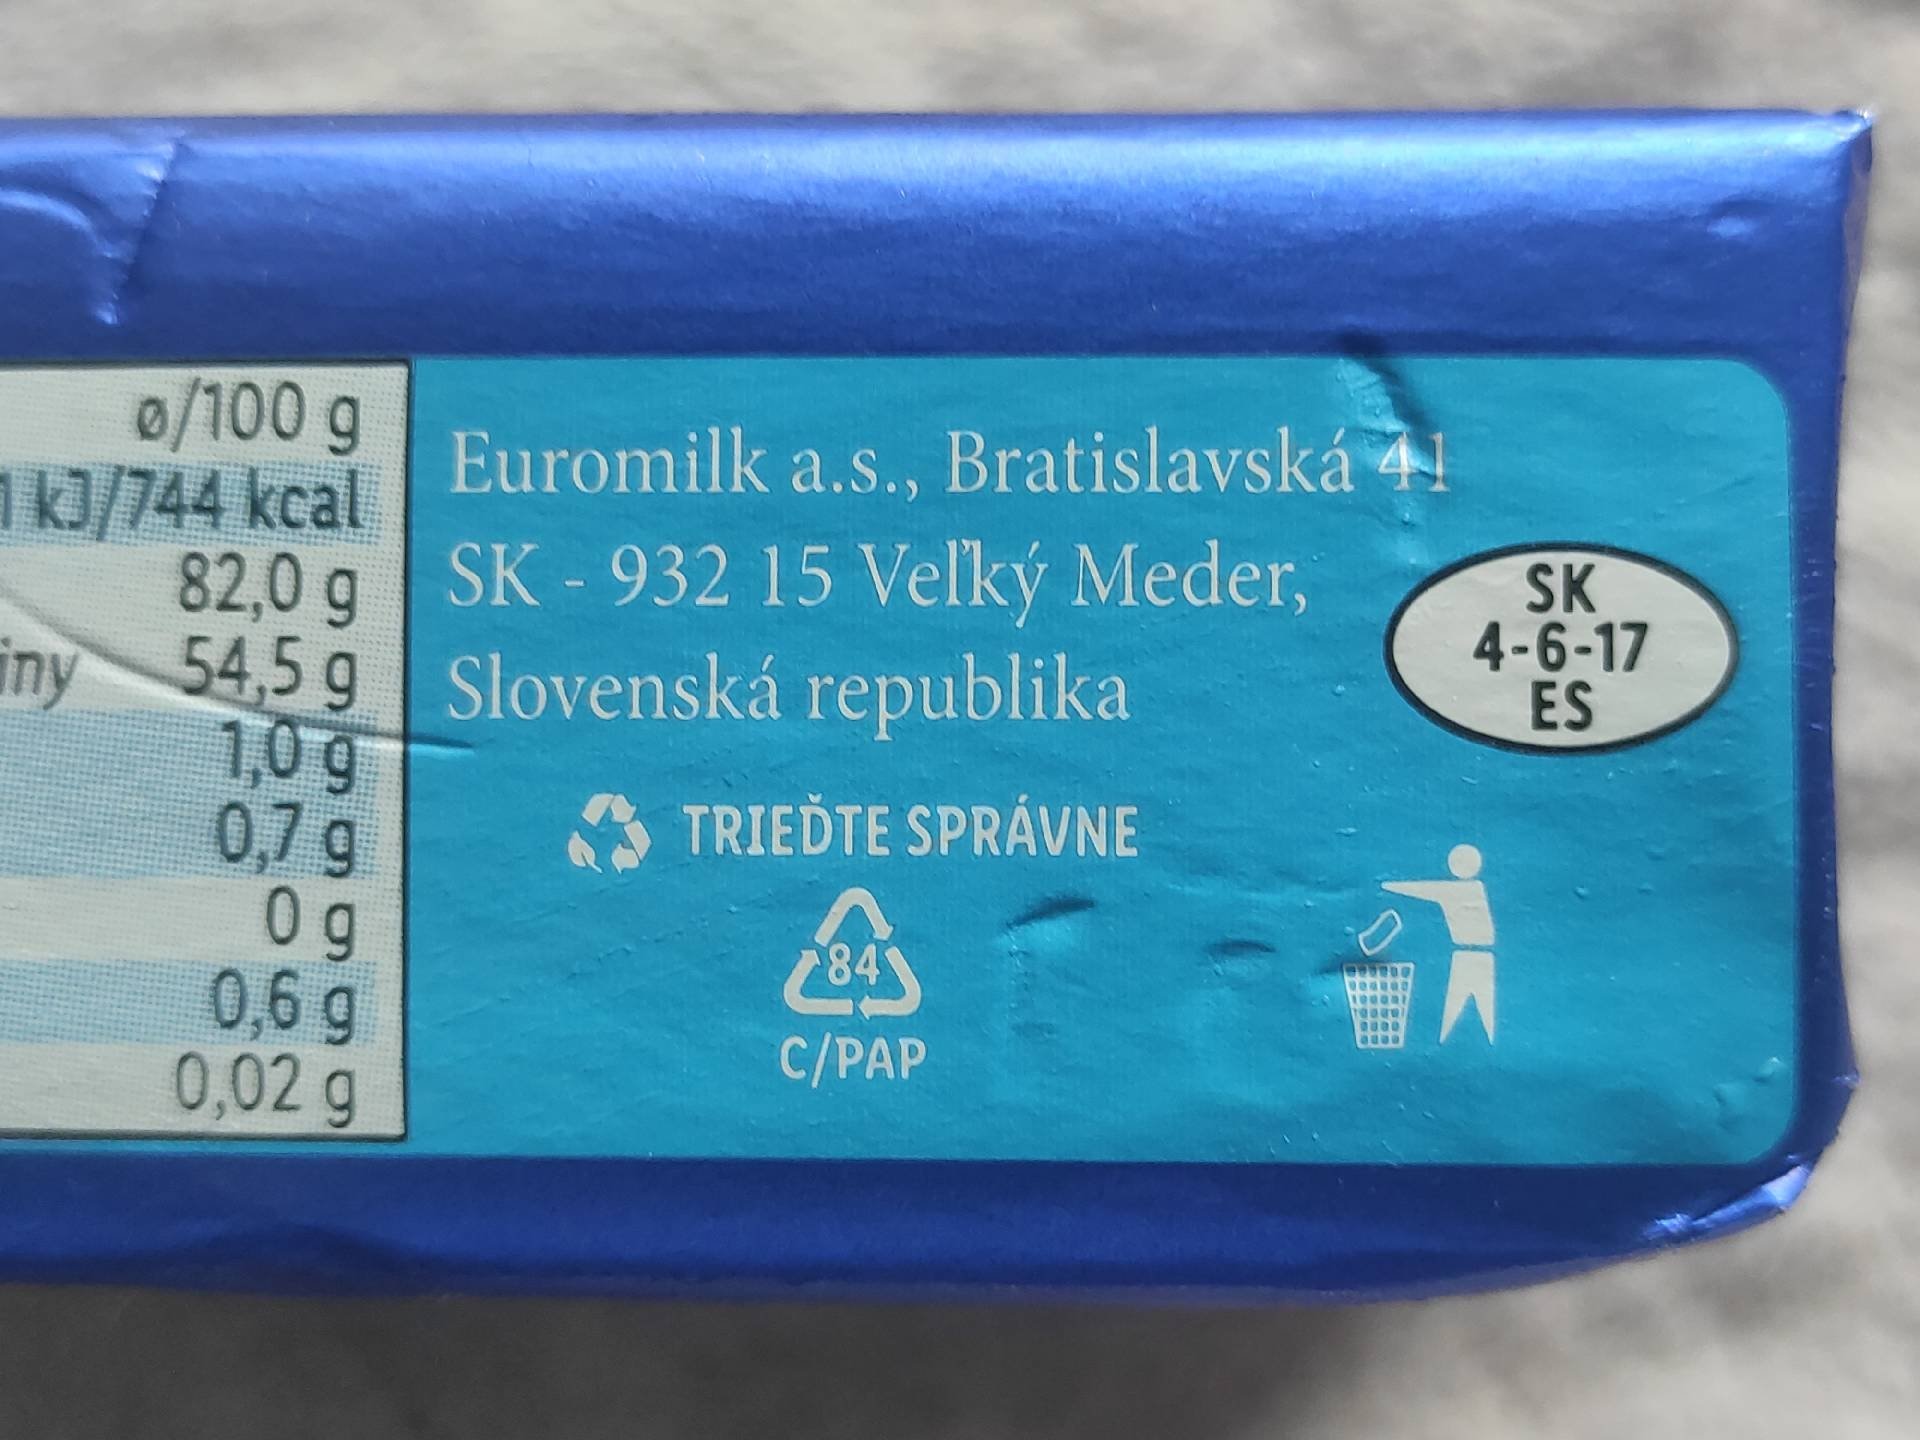 ø/100 g
1 kJ/744 kcal
82,0 g
54,5 g
1,0 g
0,7 g
0 g
0,6 g
0,02 g
Euromilk a.s., Bratislavská 41
SK - 932 15 Veľký Meder,
Slovenská republika
SK
4-6-17
ES
TRIEĎTE SPRÁVNE
84
C/PAP